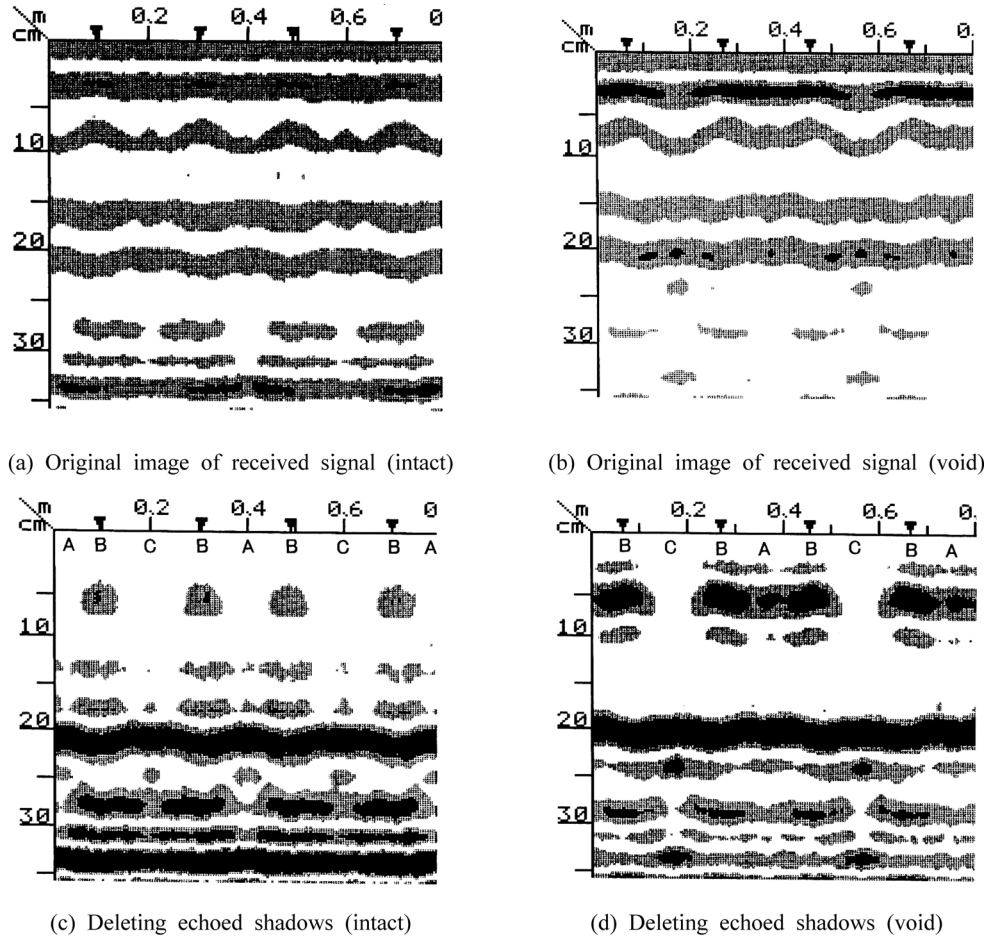 m 0.2 0.4 0.6 0
cm
10
20
30
(a) Original image of received signal (intact)
m 0.2 0.4 0.6 0.
cm
10
20
30
(b) Original image of received signal (void)
m 0.2 0.4 0.6 0
cm
A B C B A B C B A
10
20
30
(c) Deleting echoed shadows (intact)
m 0.2 0.4 0.6 0.
cm
B C B A B C B A
10
20
30
(d) Deleting echoed shadows (void)